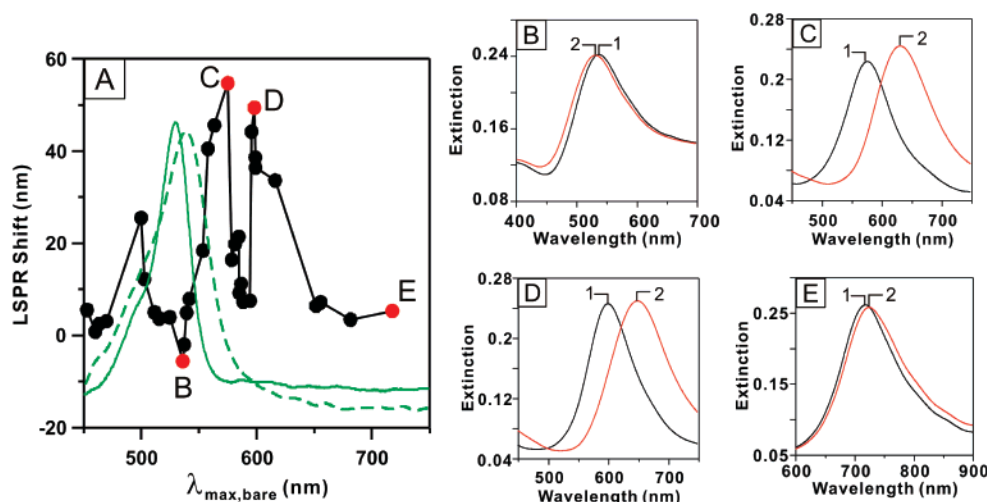 A
60
50
40
30
20
10
0
-10
-20
LSPR Shift (nm)
C
D
B
E
500
600
700
λmax,bare (nm)
B
2
1
0.24
0.16
0.08
Extinction
400
500
600
700
Wavelength (nm)
C
1
2
0.28
0.2
0.12
0.04
Extinction
500
600
700
Wavelength (nm)
D
1
2
0.28
0.2
0.12
0.04
Extinction
500
600
700
Wavelength (nm)
E
1
2
0.25
0.15
0.05
Extinction
600
700
800
900
Wavelength (nm)